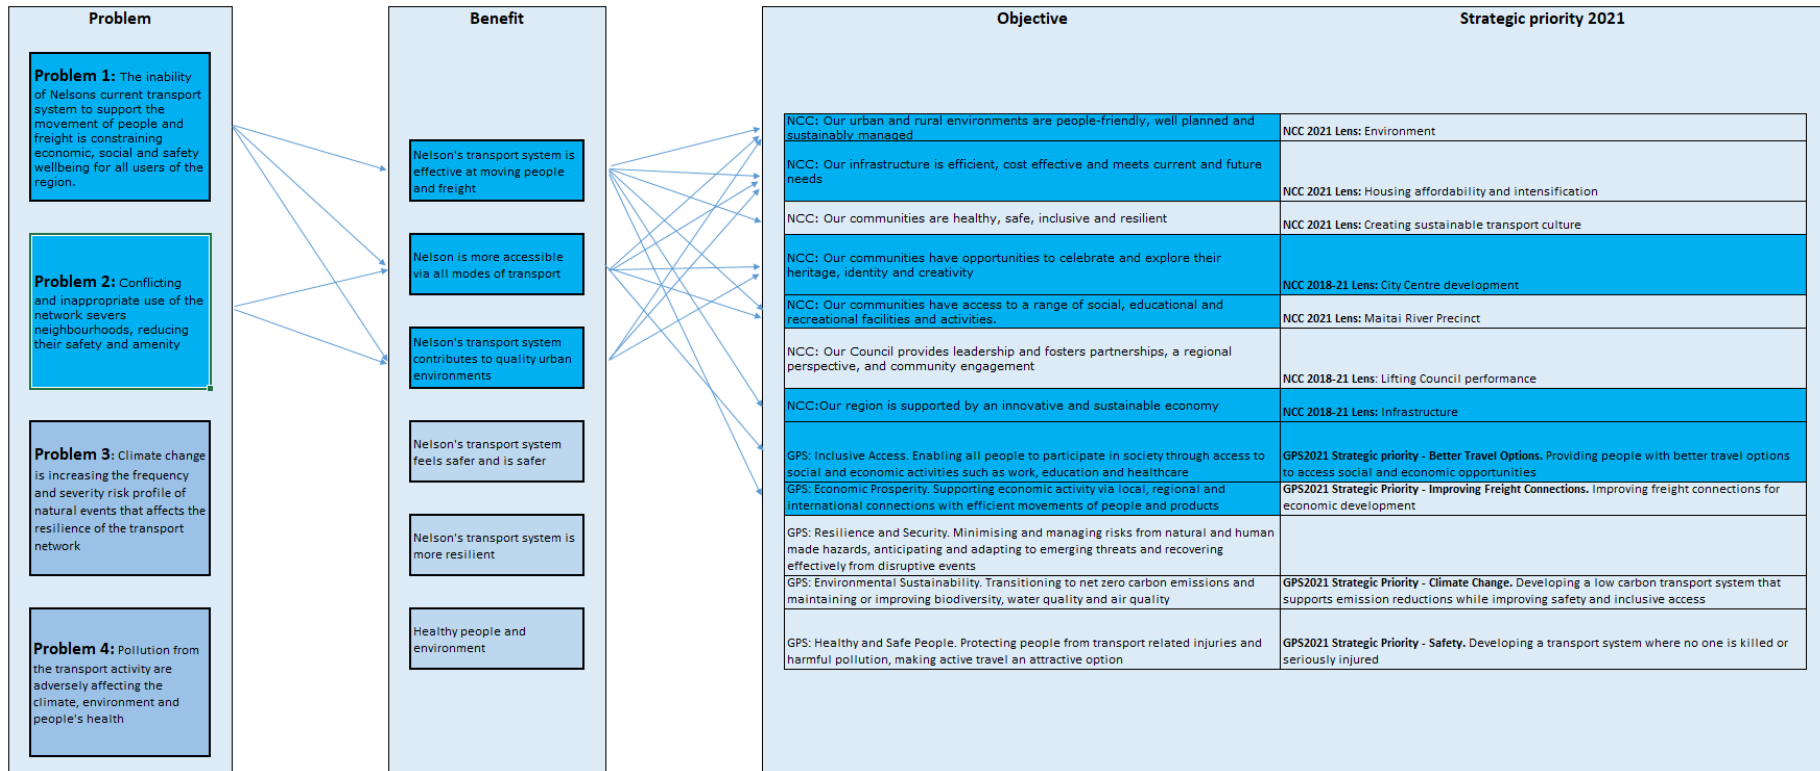 Problem
Problem 1: The inability
of Nelsons current transport
system to support the
movement of people and
freight is constraining
economic, social and safety
wellbeing for all users of the
region.
Problem 2: Conflicting
and inappropriate use of the
network severs
neighbourhoods, reducing
their safety and amenity
Problem 3: Climate change
is increasing the frequency
and severity risk profile of
natural events that affects the
resilience of the transport
network
Problem 4: Pollution from
the transport activity are
adversely affecting the
climate, environment and
people's health
Benefit
Nelson's transport system is
effective at moving people
and freight
Nelson is more accessible
via all modes of transport
Nelson's transport system
contributes to quality urban
environments
Nelson's transport system
feels safer and is safer
Nelson's transport system is
more resilient
Healthy people and
environment
Objective
Strategic priority 2021
NCC: Our urban and rural environments are people-friendly, well planned and
sustainably managed
NCC 2021 Lens: Environment
NCC: Our infrastructure is efficient, cost effective and meets current and future
needs
NCC 2021 Lens: Housing affordability and intensification
NCC: Our communities are healthy, safe, inclusive and resilient
NCC 2021 Lens: Creating sustainable transport culture
NCC: Our communities have opportunities to celebrate and explore their
heritage, identity and creativity
NCC 2018-21 Lens: City Centre development
NCC: Our communities have access to a range of social, educational and
recreational facilities and activities.
NCC 2021 Lens: Maitai River Precinct
NCC: Our Council provides leadership and fosters partnerships, a regional
perspective, and community engagement
NCC 2018-21 Lens: Lifting Council performance
NCC:Our region is supported by an innovative and sustainable economy
NCC 2018-21 Lens: Infrastructure
GPS: Inclusive Access. Enabling all people to participate in society through access to
social and economic activities such as work, education and healthcare
GPS2021 Strategic priority - Better Travel Options. Providing people with better travel options
to access social and economic opportunities
GPS: Economic Prosperity. Supporting economic activity via local, regional and
international connections with efficient movements of people and products
GPS2021 Strategic Priority - Improving Freight Connections. Improving freight connections for
economic development
GPS: Resilience and Security. Minimising and managing risks from natural and human
made hazards, anticipating and adapting to emerging threats and recovering
effectively from disruptive events
GPS: Environmental Sustainability. Transitioning to net zero carbon emissions and
maintaining or improving biodiversity, water quality and air quality
GPS2021 Strategic Priority - Climate Change. Developing a low carbon transport system that
supports emission reductions while improving safety and inclusive access
GPS: Healthy and Safe People. Protecting people from transport related injuries and
harmful pollution, making active travel an attractive option
GPS2021 Strategic Priority - Safety. Developing a transport system where no one is killed or
seriously injured